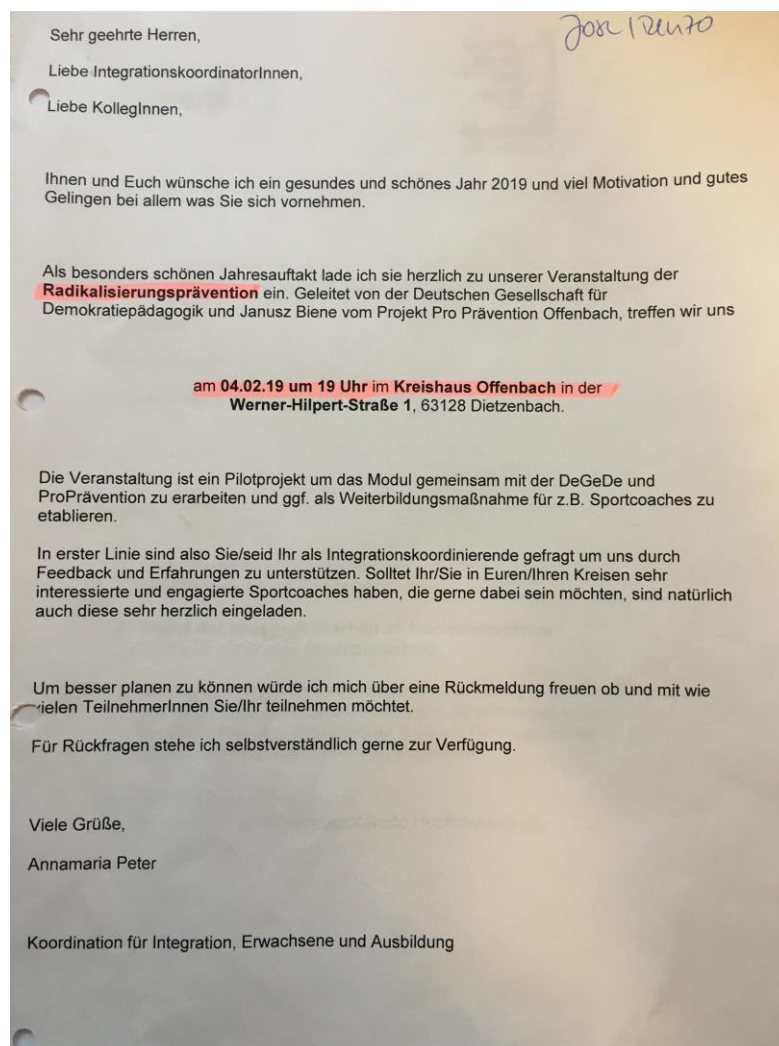 Jose / Renzo
Sehr geehrte Herren,
Liebe IntegrationskoordinatorInnen,
Liebe KollegInnen,
Ihnen und Euch wünsche ich ein gesundes und schönes Jahr 2019 und viel Motivation und gutes
Gelingen bei allem was Sie sich vornehmen.
Als besonders schönen Jahresauftakt lade ich sie herzlich zu unserer Veranstaltung der
Radikalisierungsprävention ein. Geleitet von der Deutschen Gesellschaft für
Demokratiepädagogik und Janusz Biene vom Projekt Pro Prävention Offenbach, treffen wir uns
am 04.02.19 um 19 Uhr im Kreishaus Offenbach in der
Werner-Hilpert-Straße 1, 63128 Dietzenbach.
Die Veranstaltung ist ein Pilotprojekt um das Modul gemeinsam mit der DeGeDe und
ProPrävention zu erarbeiten und ggf. als Weiterbildungsmaßnahme für z.B. Sportcoaches zu
etablieren.
In erster Linie sind also Sie/seid Ihr als Integrationskoordinierende gefragt um uns durch
Feedback und Erfahrungen zu unterstützen. Solltet Ihr/Sie in Euren/Ihren Kreisen sehr
interessierte und engagierte Sportcoaches haben, die gerne dabei sein möchten, sind natürlich
auch diese sehr herzlich eingeladen.
Um besser planen zu können würde ich mich über eine Rückmeldung freuen ob und mit wie
vielen TeilnehmerInnen Sie/Ihr teilnehmen möchtet.
Für Rückfragen stehe ich selbstverständlich gerne zur Verfügung.
Viele Grüße,
Annamaria Peter
Koordination für Integration, Erwachsene und Ausbildung